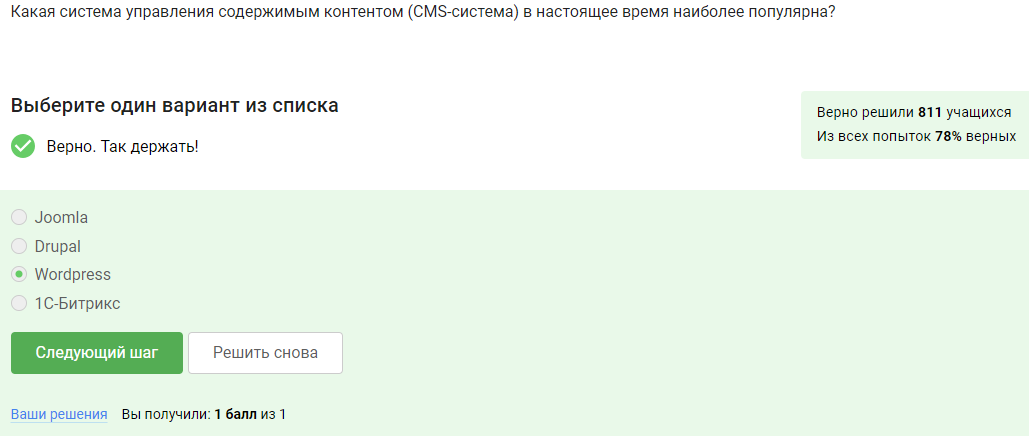 Какая система управления содержимым контентом (CMS-система) в настоящее время наиболее популярна?
Выберите один вариант из списка
Верно. Так держать!
Верно решили 811 учащихся
Из всех попыток 78% верных
Joomla
Drupal
Wordpress
1С-Битрикс
Следующий шаг
Решить снова
Ваши решения Вы получили: 1 балл из 1